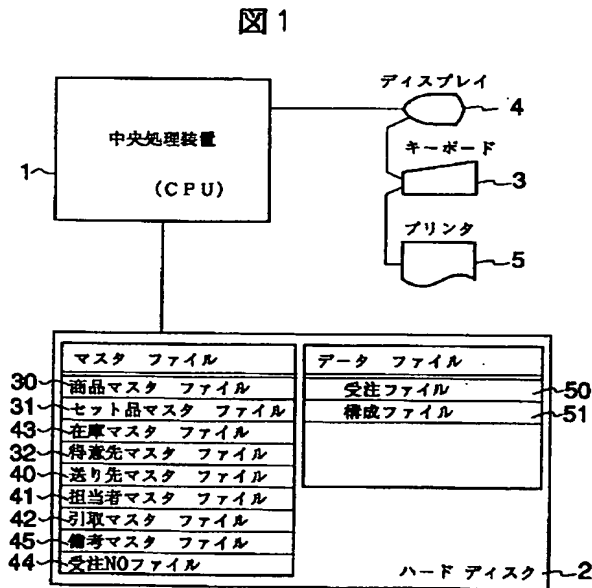 図1
ディスプレイ
4
中央処理装置
(CPU)
1
キーボード
3
プリンタ
5
マスタ ファイル
30 商品マスタ ファイル
31 セット品マスタ ファイル
43 在庫マスタ ファイル
32 得意先マスタ ファイル
40 送り先マスタ ファイル
41 担当者マスタ ファイル
42 引取マスタ ファイル
45 備考マスタ ファイル
44 受注NOファイル
データ ファイル
受注ファイル 50
構成ファイル 51
ハード ディスク 2